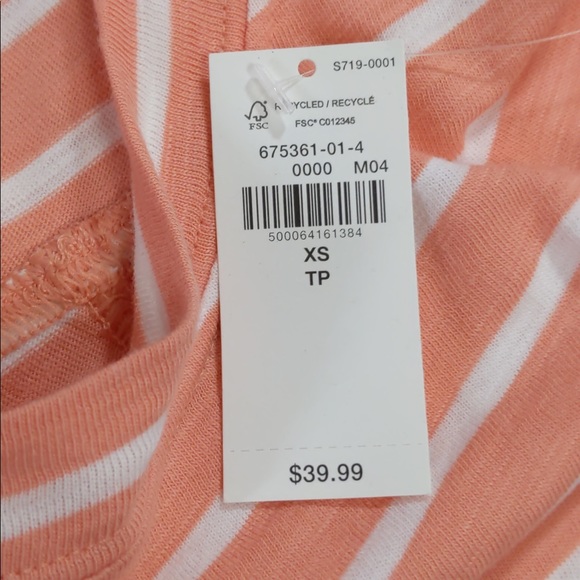 S719-0001
RECYCLED / RECYCLÉ
FSC
FSC® C012345
675361-01-4
0000 M04
500064161384
XS
TP
$39.99